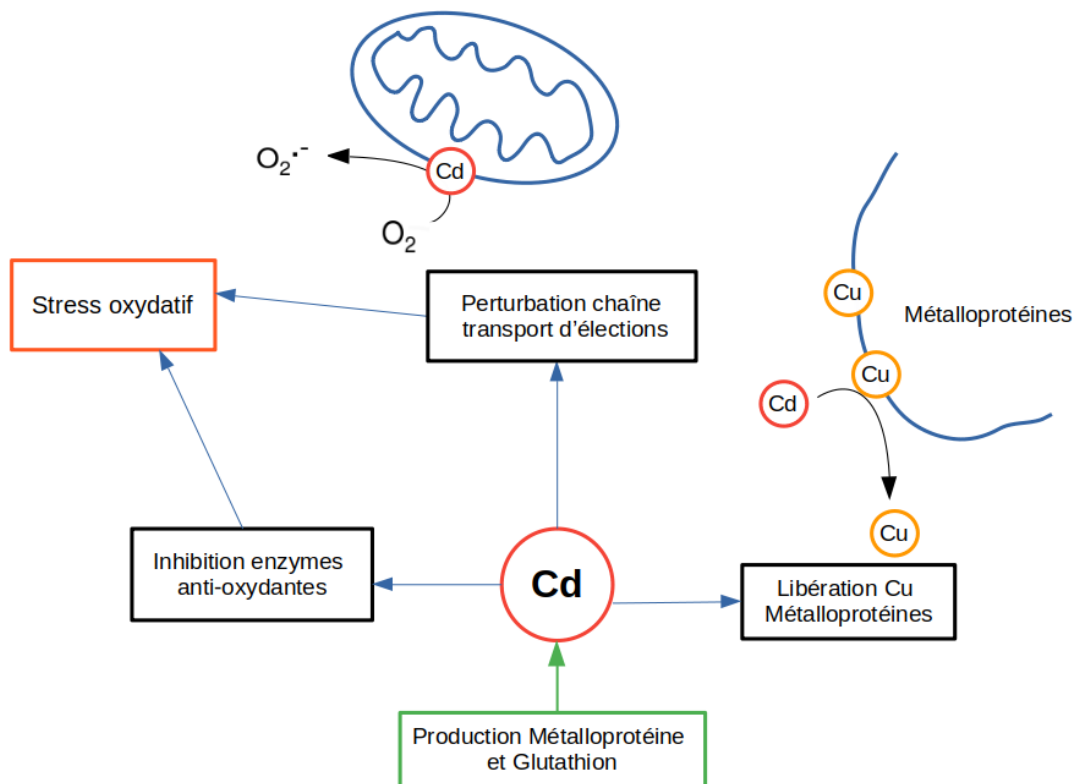 O₂·⁻
Cd
O₂
Stress oxydatif
Perturbation chaîne
transport d'élections
Cu
Métalloprotéines
Cu
Cd
Cu
Inhibition enzymes
anti-oxydantes
Cd
Libération Cu
Métalloprotéines
Production Métalloprotéine
et Glutathion